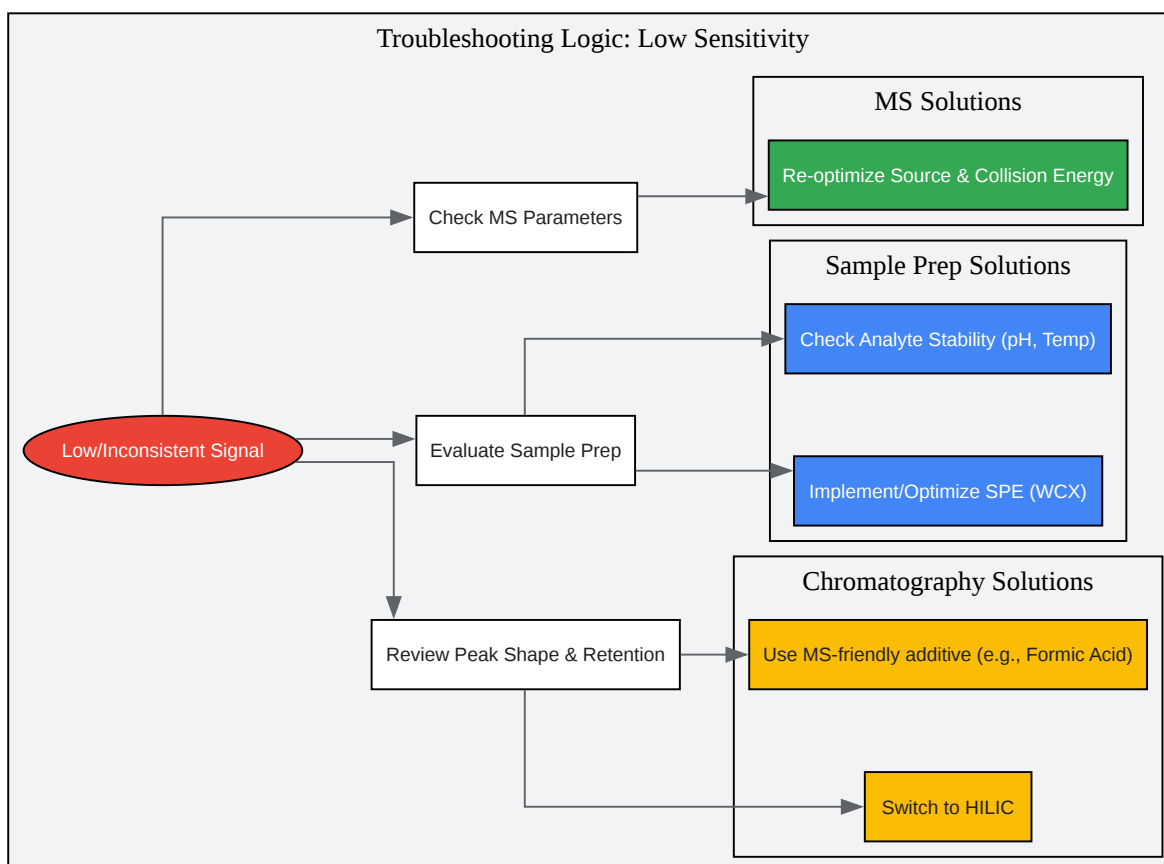 Troubleshooting Logic: Low Sensitivity
MS Solutions
Re-optimize Source & Collision Energy
Check MS Parameters
Sample Prep Solutions
Check Analyte Stability (pH, Temp)
Low/Inconsistent Signal
Evaluate Sample Prep
Implement/Optimize SPE (WCX)
Chromatography Solutions
Review Peak Shape & Retention
Use MS-friendly additive (e.g., Formic Acid)
Switch to HILIC